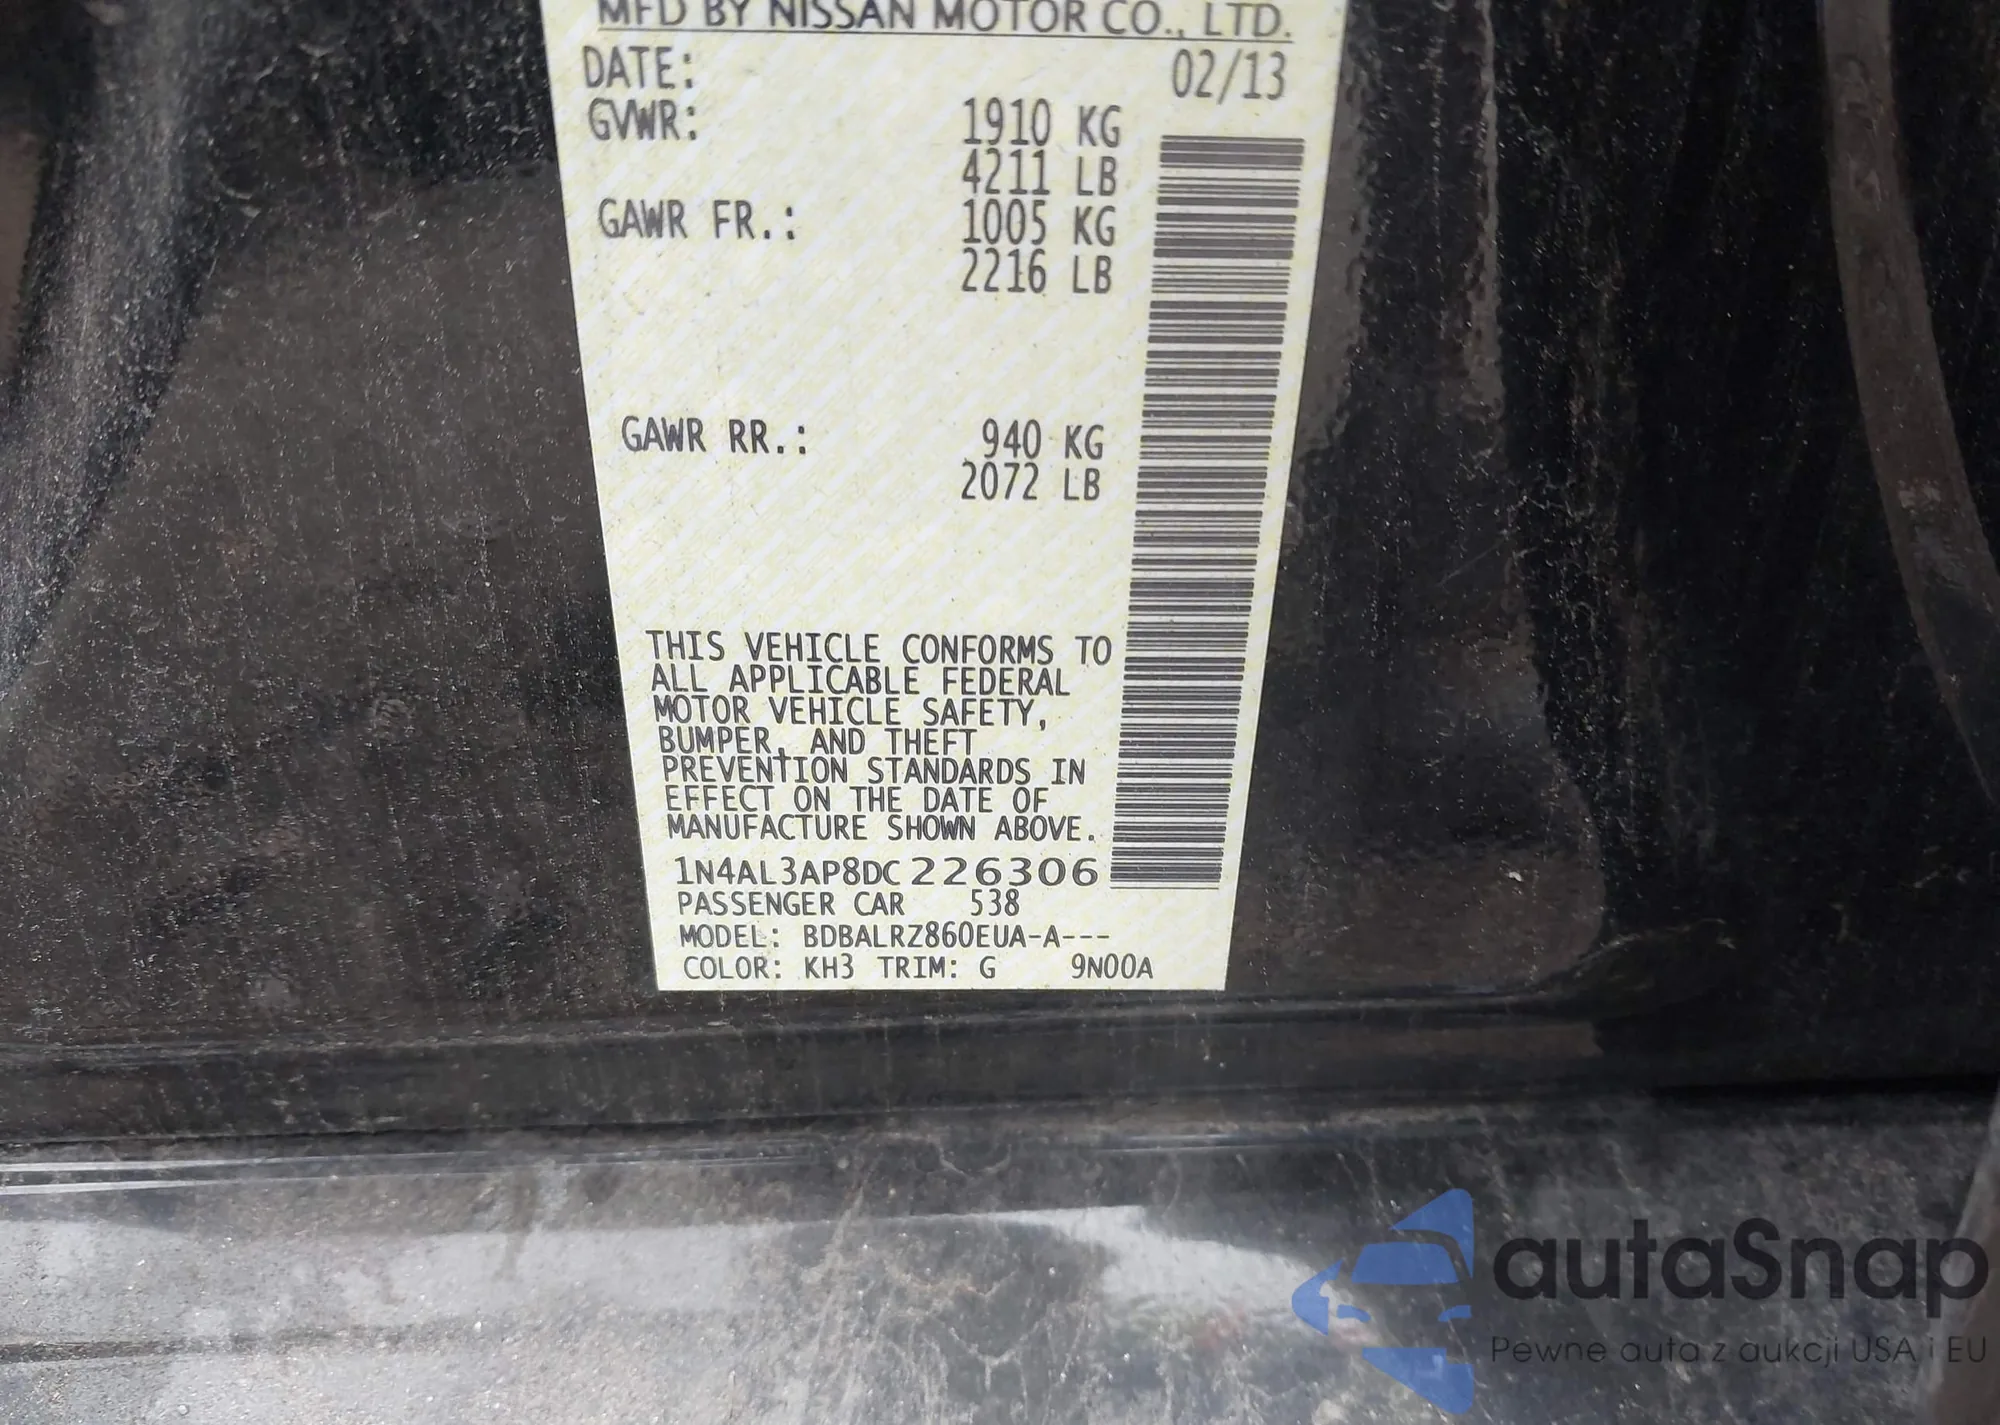 MFD BY NISSAN MOTOR CO., LTD.
DATE: 02/13
GVWR: 1910 KG
4211 LB
GAWR FR.: 1005 KG
2216 LB
GAWR RR.: 940 KG
2072 LB
THIS VEHICLE CONFORMS TO
ALL APPLICABLE FEDERAL
MOTOR VEHICLE SAFETY,
BUMPER, AND THEFT
PREVENTION STANDARDS IN
EFFECT ON THE DATE OF
MANUFACTURE SHOWN ABOVE.
1N4AL3AP8DC226306
PASSENGER CAR 538
MODEL: BDBALRZ860EUA-A---
COLOR: KH3 TRIM: G 9N00A
autaSnap
Pewne auta z aukcji USA i EU